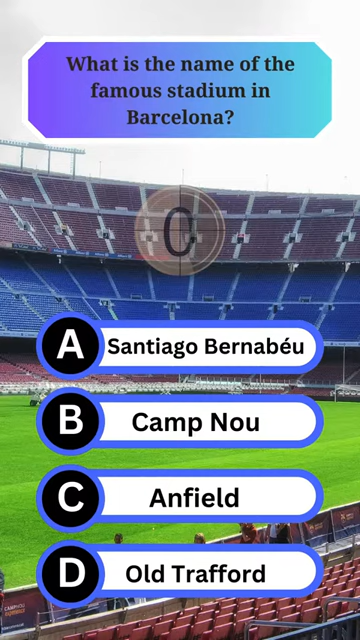 What is the name of the
famous stadium in
Barcelona?
0
A Santiago Bernabéu
B Camp Nou
C Anfield
D Old Trafford